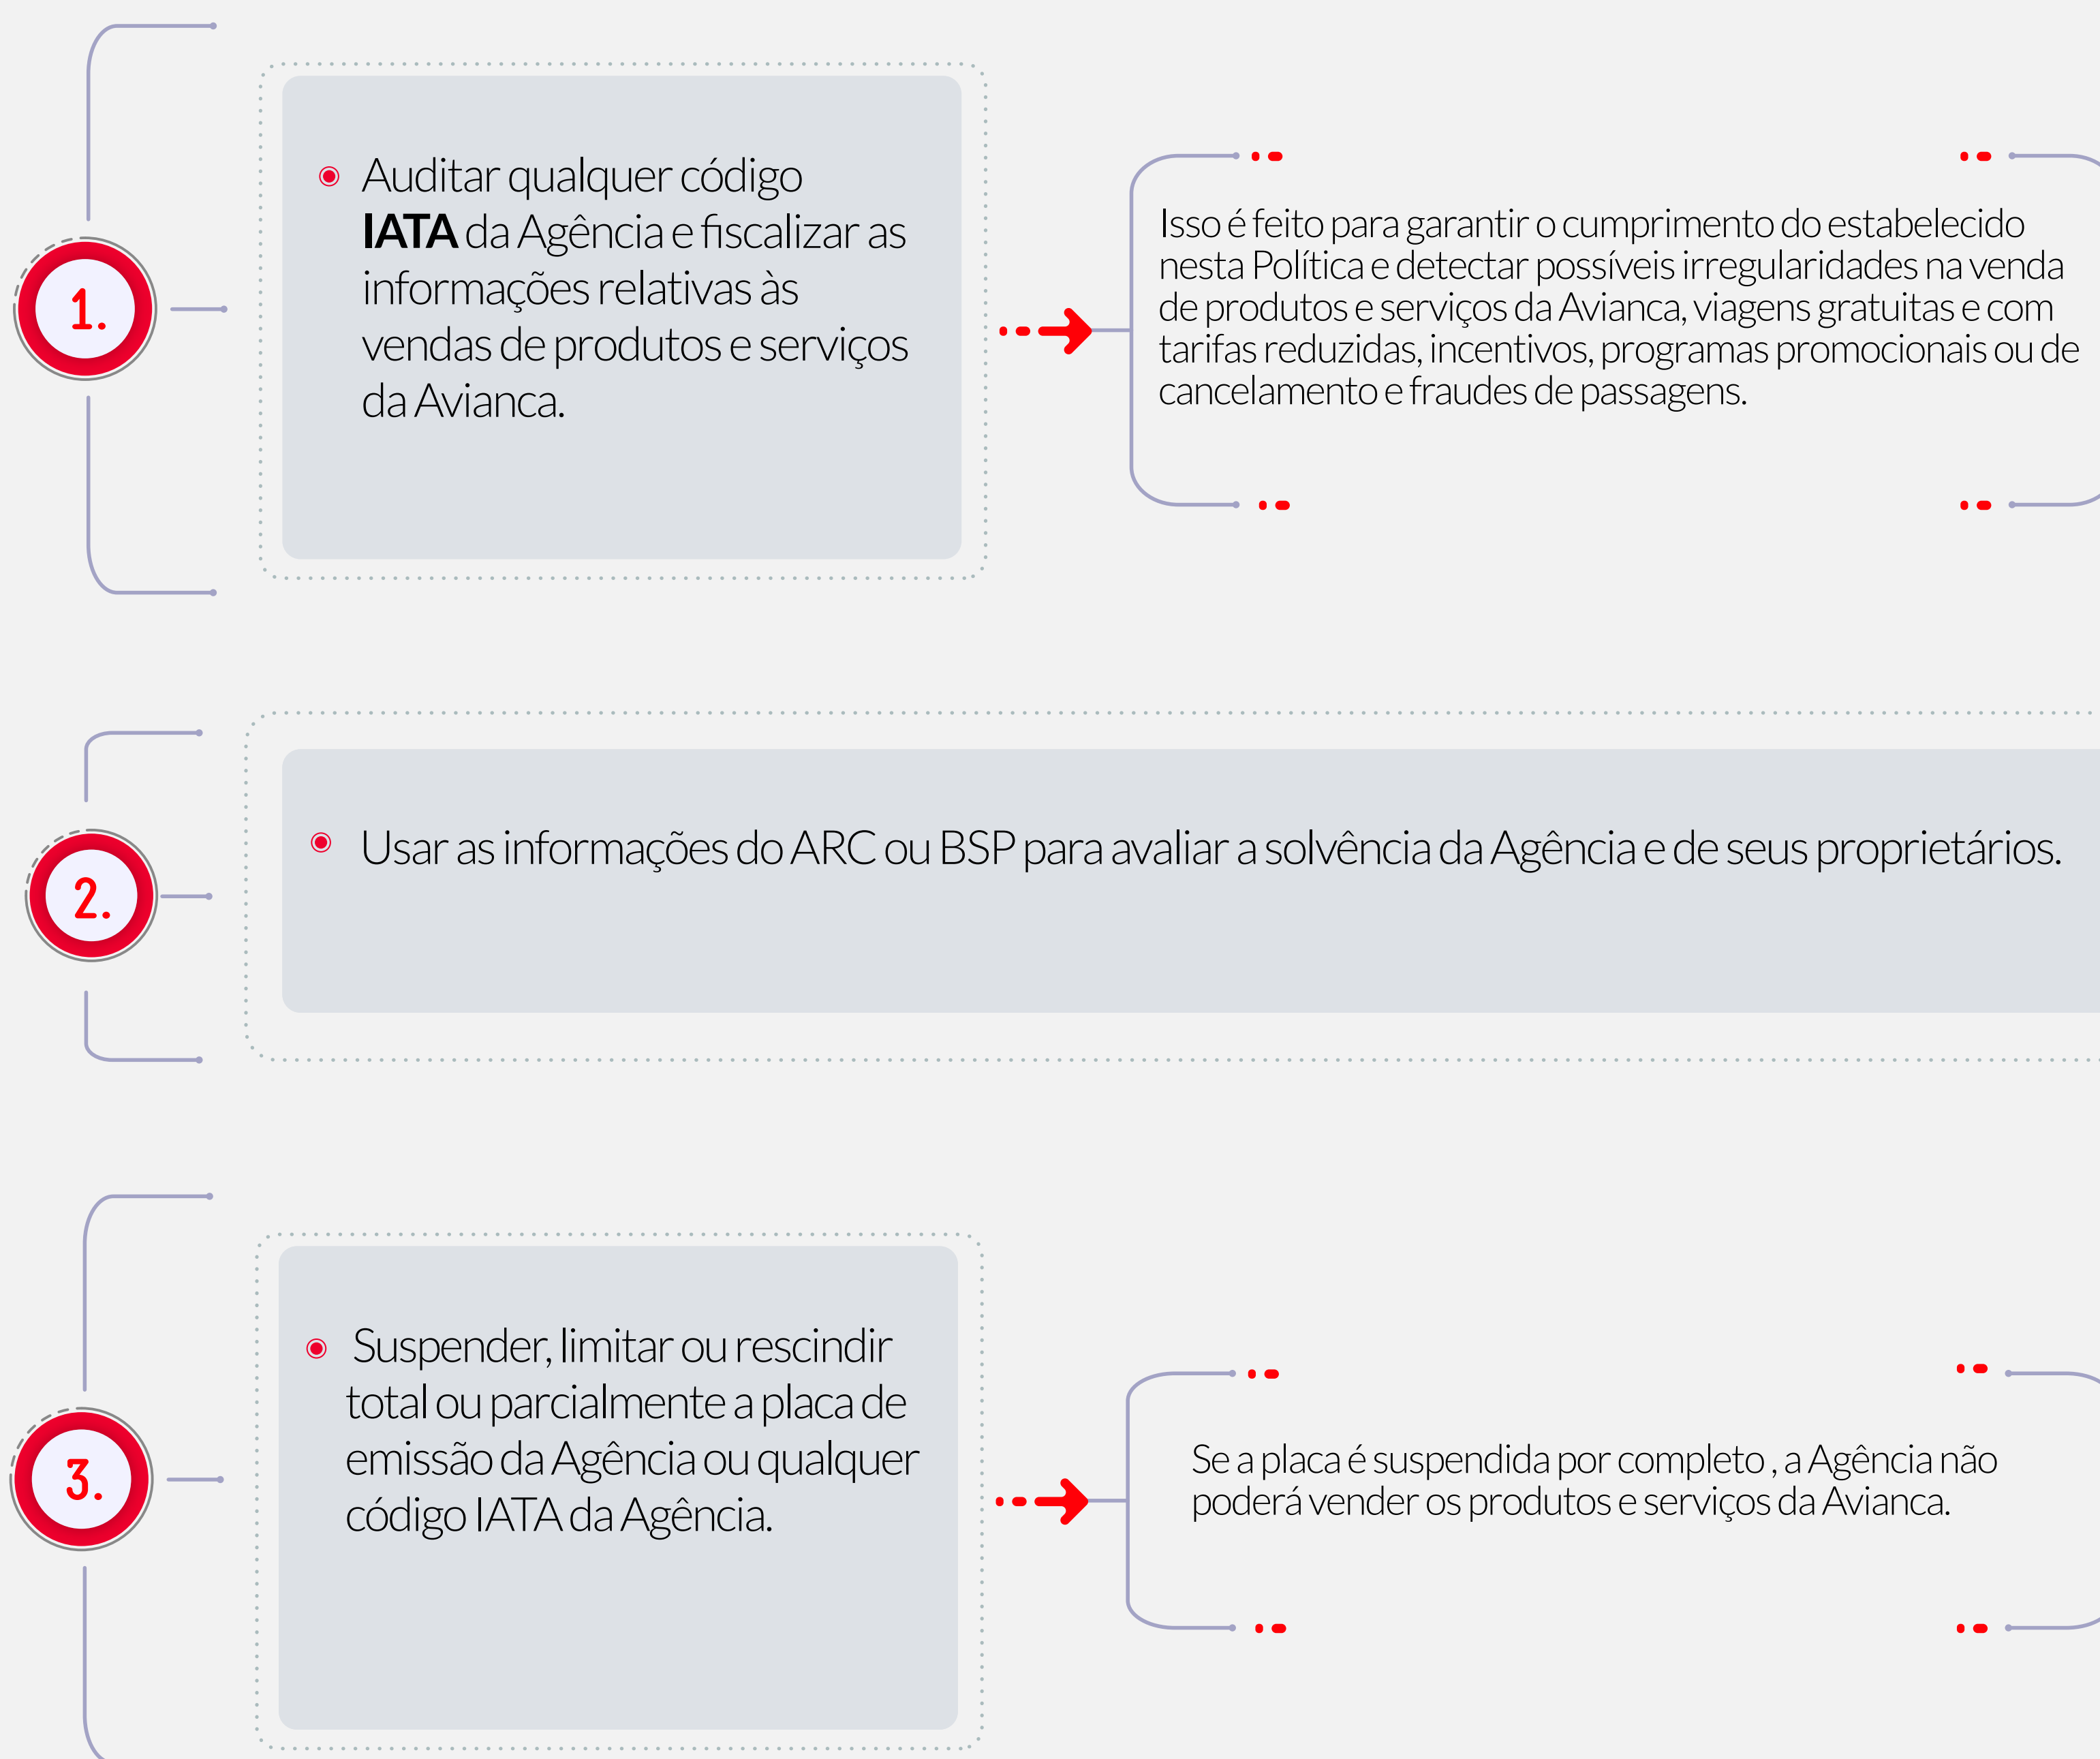 1.
Auditar qualquer código
IATA da Agência e fiscalizar as
informações relativas às
vendas de produtos e serviços
da Avianca.
Isso é feito para garantir o cumprimento do estabelecido
nesta Política e detectar possíveis irregularidades na venda
de produtos e serviços da Avianca, viagens gratuitas e com
tarifas reduzidas, incentivos, programas promocionais ou de
cancelamento e fraudes de passagens.
2.
Usar as informações do ARC ou BSP para avaliar a solvência da Agência e de seus proprietários.
3.
Suspender, limitar ou rescindir
total ou parcialmente a placa de
emissão da Agência ou qualquer
código IATA da Agência.
Se a placa é suspendida por completo , a Agência não
poderá vender os produtos e serviços da Avianca.